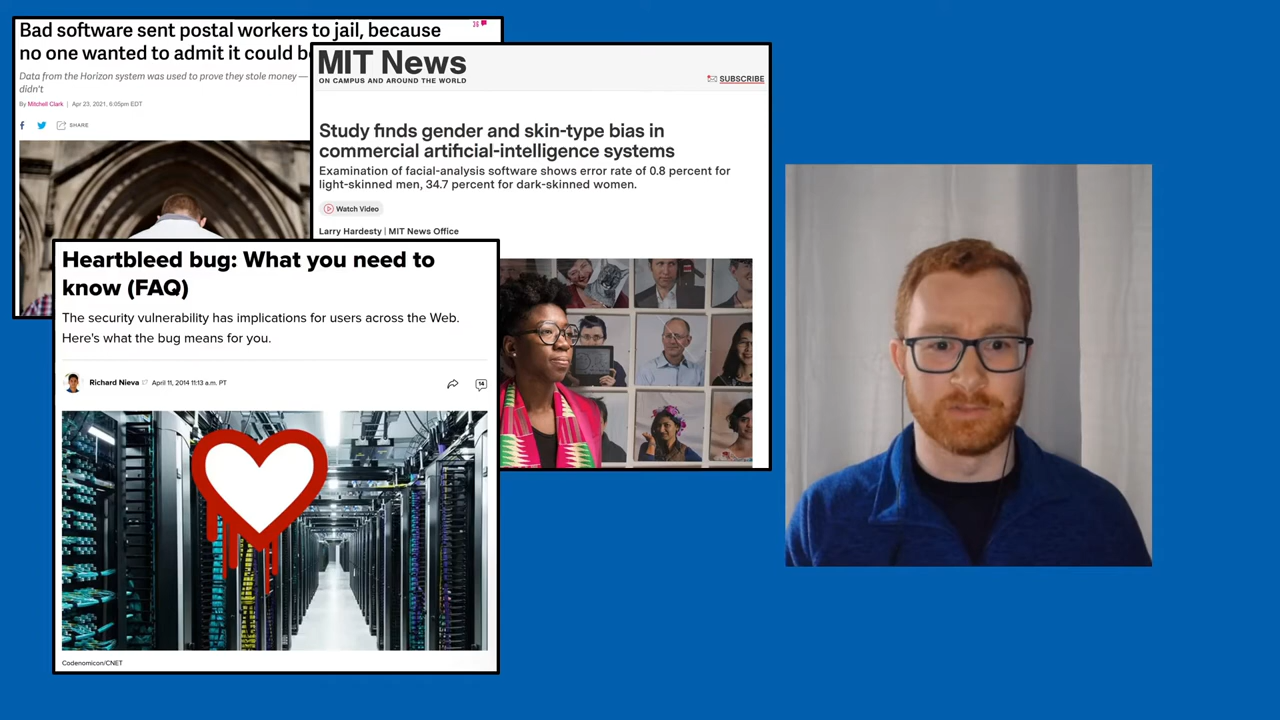 Bad software sent postal workers to jail, because
no one wanted to admit it could b
Data from the Horizon system was used to prove they stole money —
didn't
By Mitchell Clark | Apr 23, 2021, 6:05pm EDT
SHARE
MIT News
ON CAMPUS AND AROUND THE WORLD
SUBSCRIBE
Study finds gender and skin-type bias in
commercial artificial-intelligence systems
Examination of facial-analysis software shows error rate of 0.8 percent for
light-skinned men, 34.7 percent for dark-skinned women.
Watch Video
Larry Hardesty | MIT News Office
Heartbleed bug: What you need to
know (FAQ)
The security vulnerability has implications for users across the Web.
Here's what the bug means for you.
Richard Nieva April 11, 2014 11:13 a.m. PT
14
Codenomicon/CNET